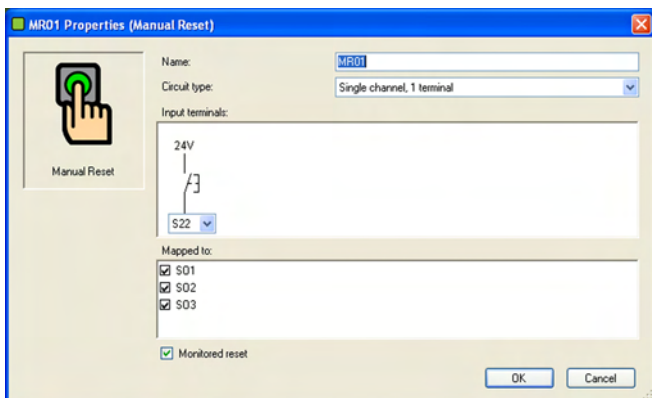 MR01 Properties (Manual Reset)
Name:
MR01
Circuit type:
Single channel, 1 terminal
Input terminals:
24V
S22
Manual Reset
Mapped to:
SO1
SO2
SO3
Monitored reset
OK
Cancel